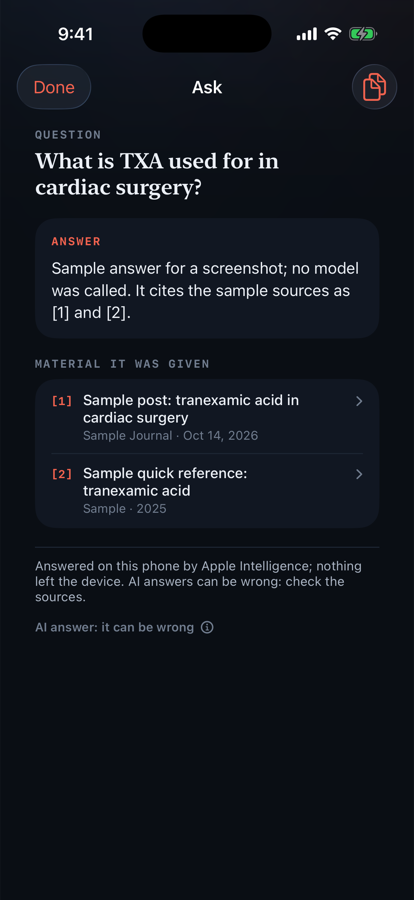 9:41
Done
Ask
QUESTION
What is TXA used for in
cardiac surgery?
ANSWER
Sample answer for a screenshot; no model
was called. It cites the sample sources as
[1] and [2].
MATERIAL IT WAS GIVEN
[1] Sample post: tranexamic acid in
cardiac surgery
Sample Journal · Oct 14, 2026
[2] Sample quick reference:
tranexamic acid
Sample · 2025
Answered on this phone by Apple Intelligence; nothing
left the device. AI answers can be wrong: check the
sources.
AI answer: it can be wrong